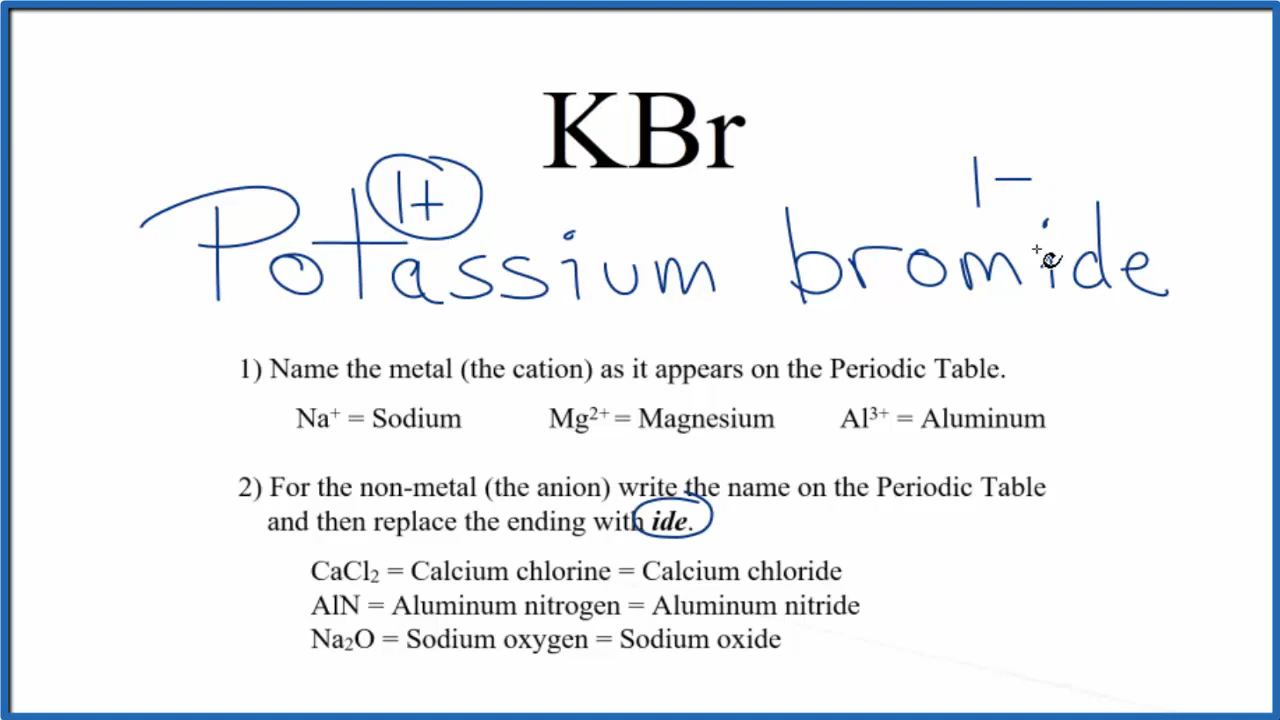 KBr
1+ 1-
Potassium bromide
1) Name the metal (the cation) as it appears on the Periodic Table.
Na⁺ = Sodium Mg²⁺ = Magnesium Al³⁺ = Aluminum
2) For the non-metal (the anion) write the name on the Periodic Table
and then replace the ending with ide.
CaCl₂ = Calcium chlorine = Calcium chloride
AlN = Aluminum nitrogen = Aluminum nitride
Na₂O = Sodium oxygen = Sodium oxide